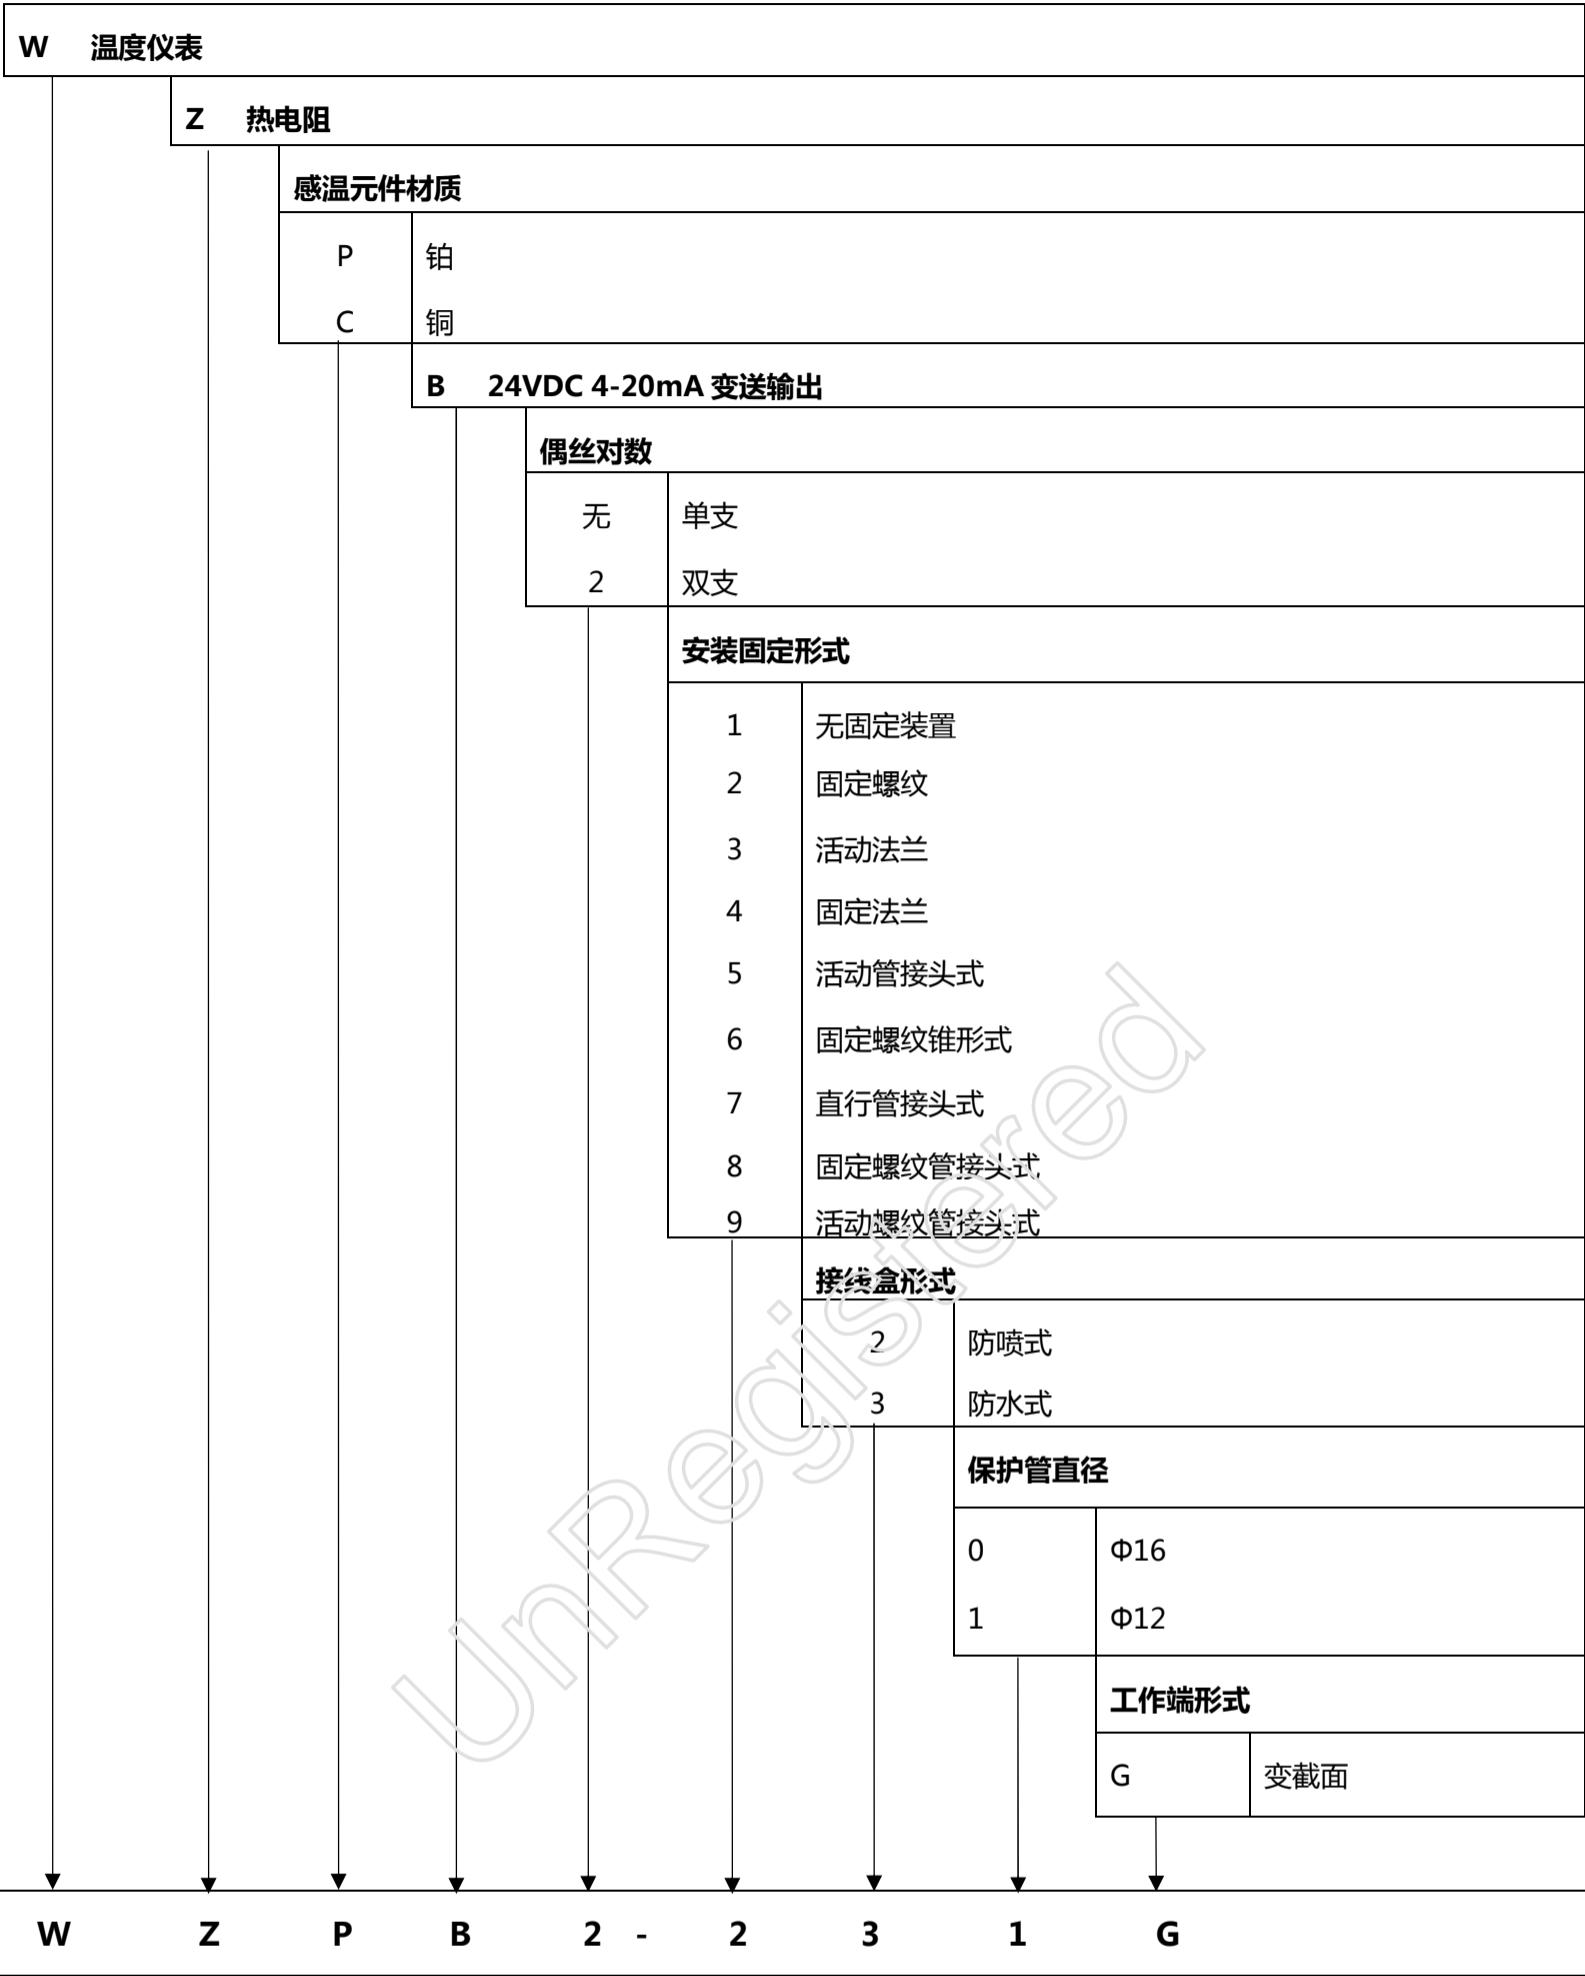 W 温度仪表
Z 热电阻
感温元件材质
P 铂
C 铜
B 24VDC 4-20mA 变送输出
偶丝对数
无 单支
2 双支
安装固定形式
1 无固定装置
2 固定螺纹
3 活动法兰
4 固定法兰
5 活动管接头式
6 固定螺纹锥形式
7 直行管接头式
8 固定螺纹管接头式
9 活动螺纹管接头式
接线盒形式
2 防喷式
3 防水式
保护管直径
0 Φ16
1 Φ12
工作端形式
G 变截面
W Z P B 2 - 2 3 1 G
UnRegistered